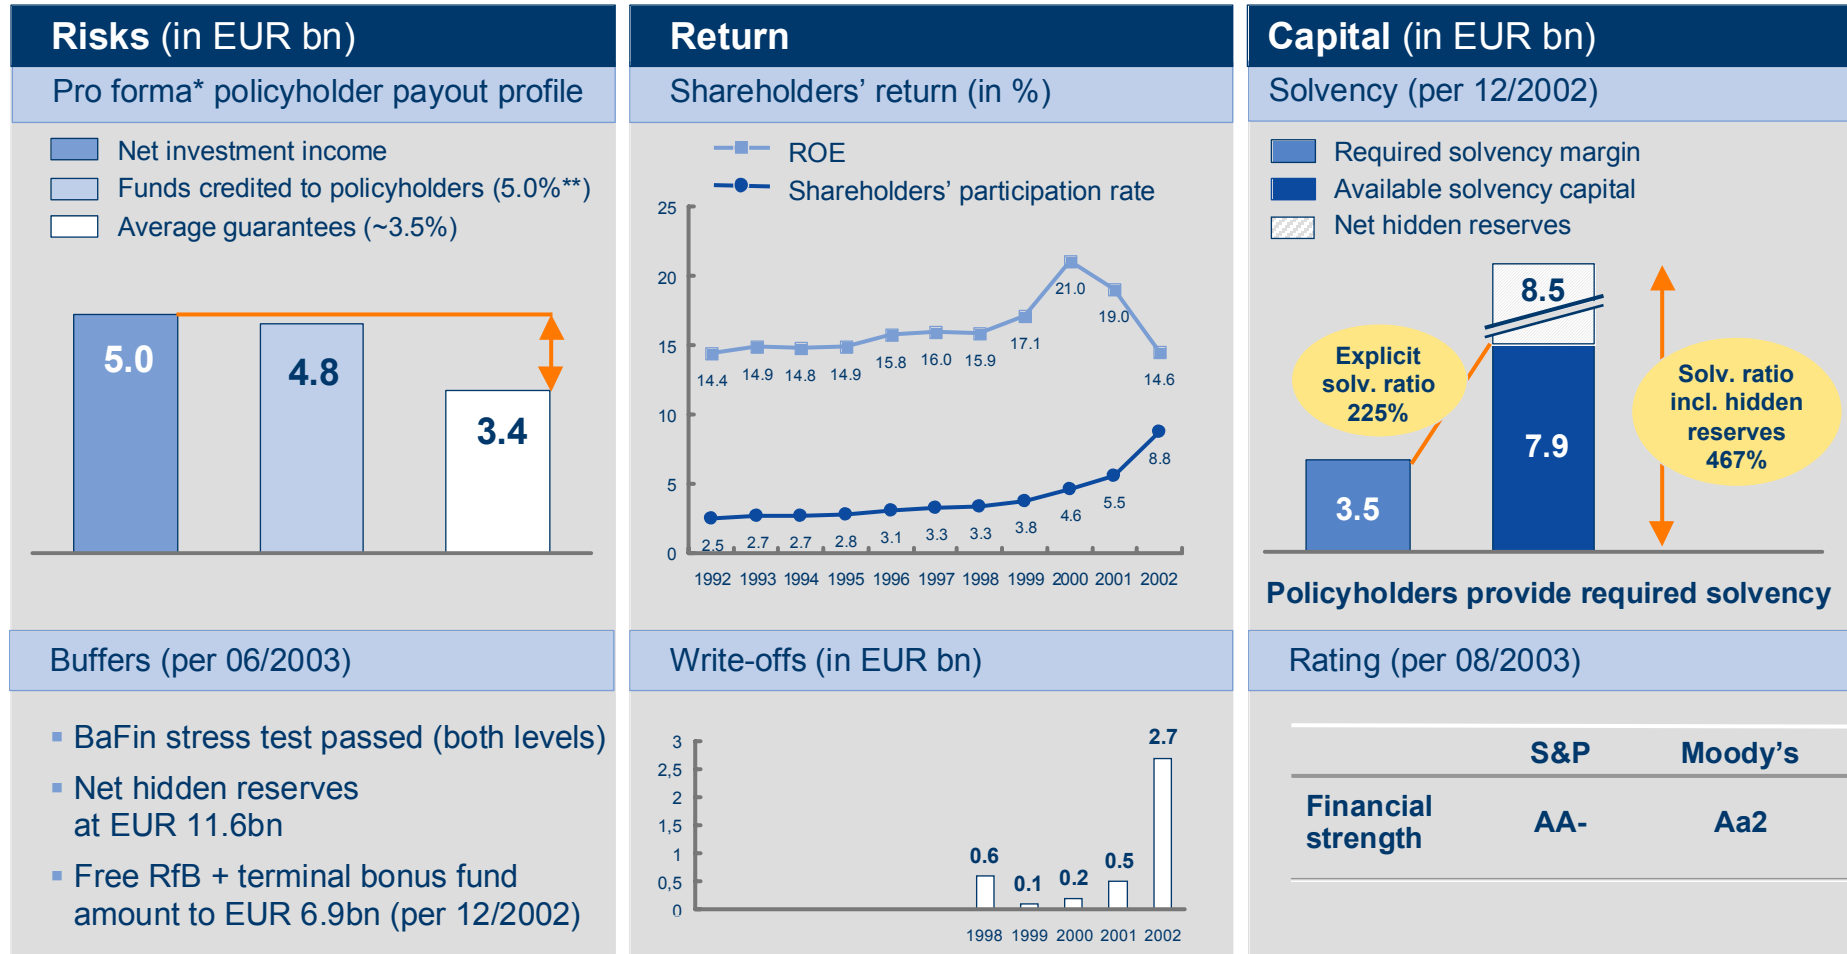 Risks (in EUR bn)
Pro forma* policyholder payout profile
Net investment income
Funds credited to policyholders (5.0%**)
Average guarantees (~3.5%)
5.0
4.8
3.4
Buffers (per 06/2003)
BaFin stress test passed (both levels)
Net hidden reserves
at EUR 11.6bn
Free RfB + terminal bonus fund
amount to EUR 6.9bn (per 12/2002)
Return
Shareholders’ return (in %)
ROE
Shareholders’ participation rate
25
20
15
10
5
0
21.0
19.0
17.1
15.8 16.0 15.9
14.4 14.9 14.8 14.9 14.6
8.8
5.5
4.6
3.8
3.1 3.3 3.3
2.5 2.7 2.7 2.8
1992 1993 1994 1995 1996 1997 1998 1999 2000 2001 2002
Write-offs (in EUR bn)
3
2,5
2
1,5
1
0,5
0
0.6 0.1 0.2 0.5 2.7
1998 1999 2000 2001 2002
Capital (in EUR bn)
Solvency (per 12/2002)
Required solvency margin
Available solvency capital
Net hidden reserves
8.5
Explicit
solv. ratio
225%
Solv. ratio
incl. hidden
reserves
467%
7.9
3.5
Policyholders provide required solvency
Rating (per 08/2003)
S&P Moody’s
Financial
strength
AA- Aa2